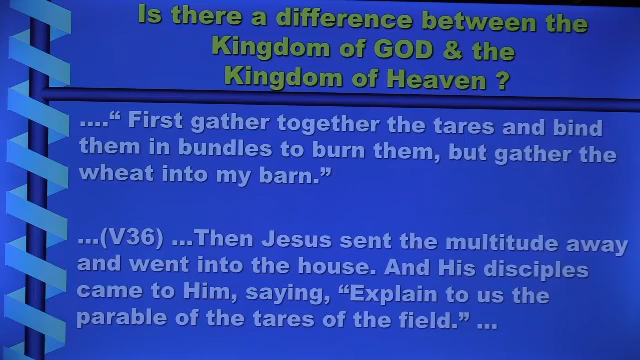 Is there a difference between the
Kingdom of GOD & the
Kingdom of Heaven ?
....“ First gather together the tares and bind
them in bundles to burn them, but gather the
wheat into my barn.”
...(V36) ...Then Jesus sent the multitude away
and went into the house. And His disciples
came to Him, saying, “Explain to us the
parable of the tares of the field.” ...